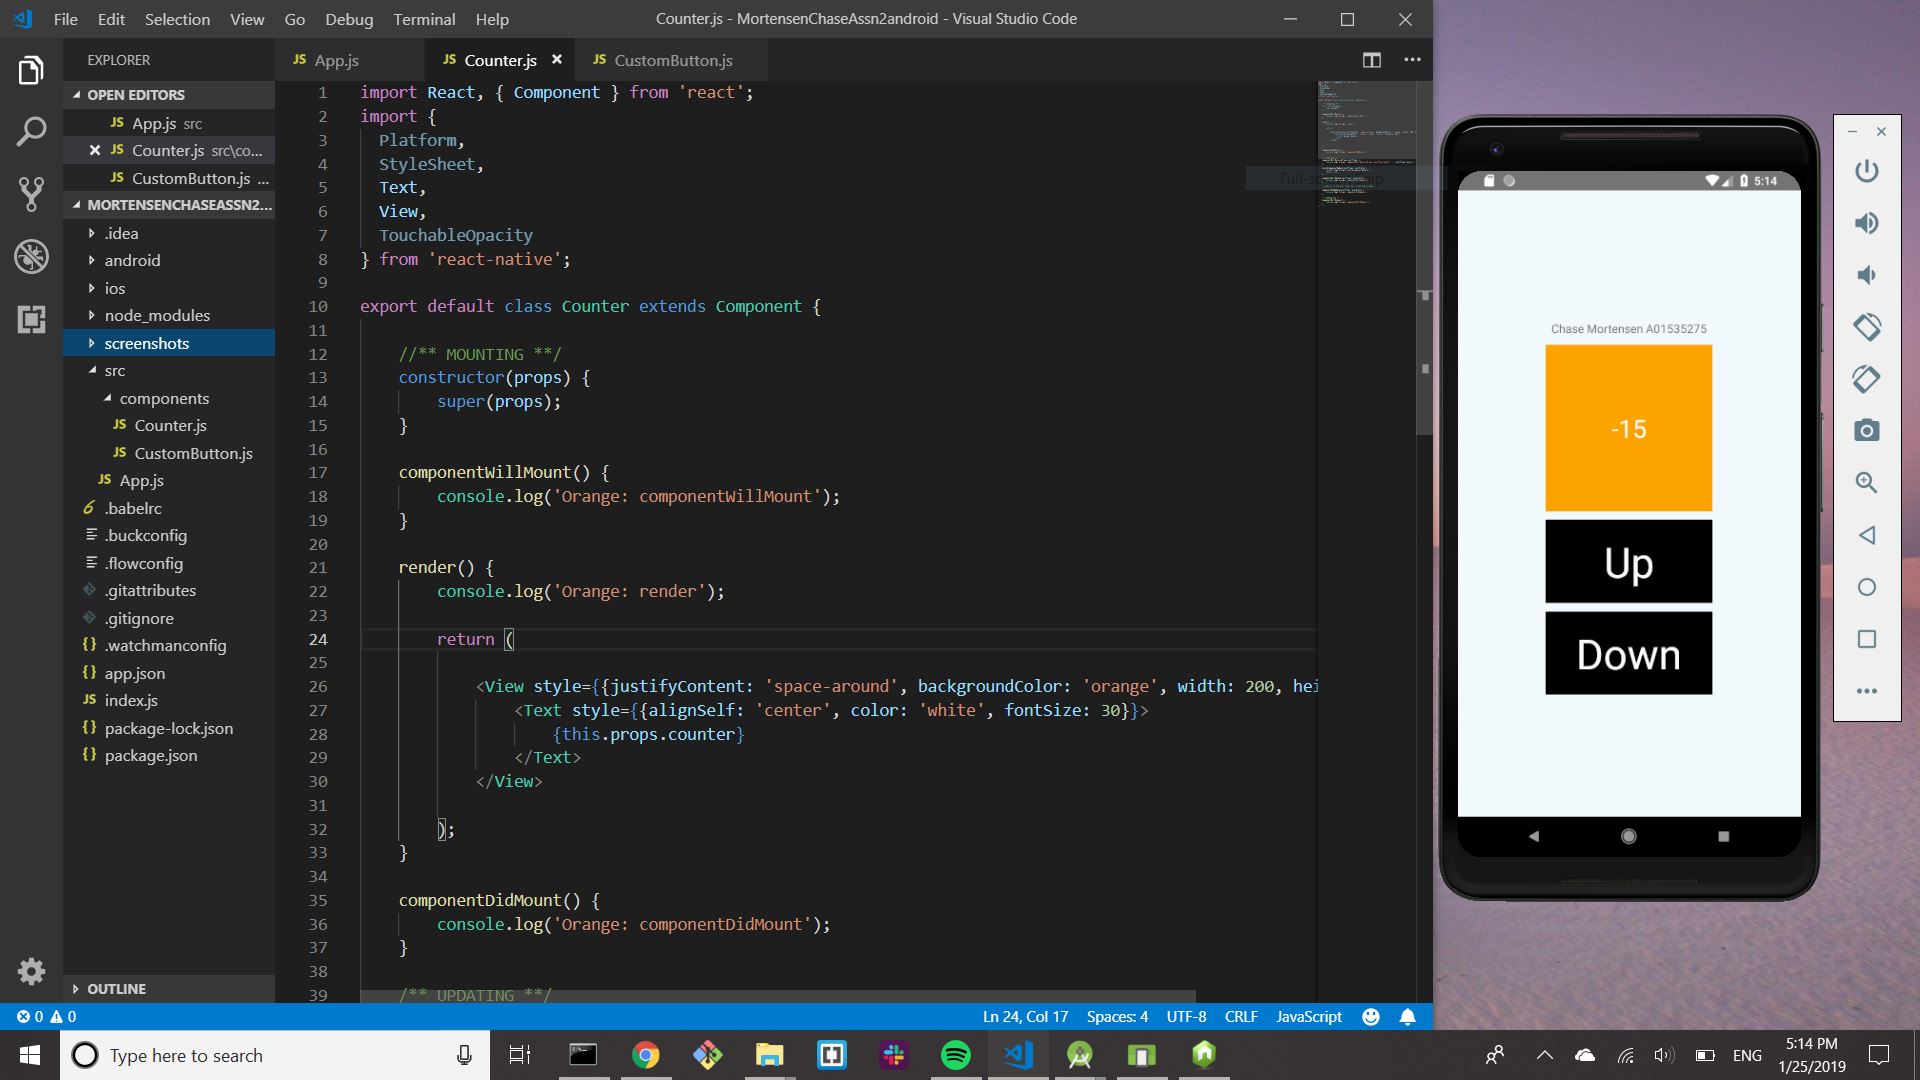 File Edit Selection View Go Debug Terminal Help
Counter.js - MortensenChaseAssn2android - Visual Studio Code
EXPLORER
OPEN EDITORS
JS App.js src
JS Counter.js src\co...
JS CustomButton.js ...
MORTENSENCHASEASSN2...
.idea
android
ios
node_modules
screenshots
src
components
JS Counter.js
JS CustomButton.js
JS App.js
.babelrc
.buckconfig
.flowconfig
.gitattributes
.gitignore
{} .watchmanconfig
{} app.json
JS index.js
{} package-lock.json
{} package.json
OUTLINE
JS App.js
JS Counter.js
JS CustomButton.js
1 import React, { Component } from 'react';
2 import {
3 Platform,
4 StyleSheet,
5 Text,
6 View,
7 TouchableOpacity
8 } from 'react-native';
9
10 export default class Counter extends Component {
11
12 //** MOUNTING **/
13 constructor(props) {
14 super(props);
15 }
16
17 componentWillMount() {
18 console.log('Orange: componentWillMount');
19 }
20
21 render() {
22 console.log('Orange: render');
23
24 return (
25
26 <View style={{justifyContent: 'space-around', backgroundColor: 'orange', width: 200, hei
27 <Text style={{alignSelf: 'center', color: 'white', fontSize: 30}}>
28 {this.props.counter}
29 </Text>
30 </View>
31
32 );
33 }
34
35 componentDidMount() {
36 console.log('Orange: componentDidMount');
37 }
38
39 /** UPDATING **/
5:14
Chase Mortensen A01535275
-15
Up
Down
0 0
Ln 24, Col 17 Spaces: 4 UTF-8 CRLF JavaScript
Type here to search
ENG
5:14 PM
1/25/2019